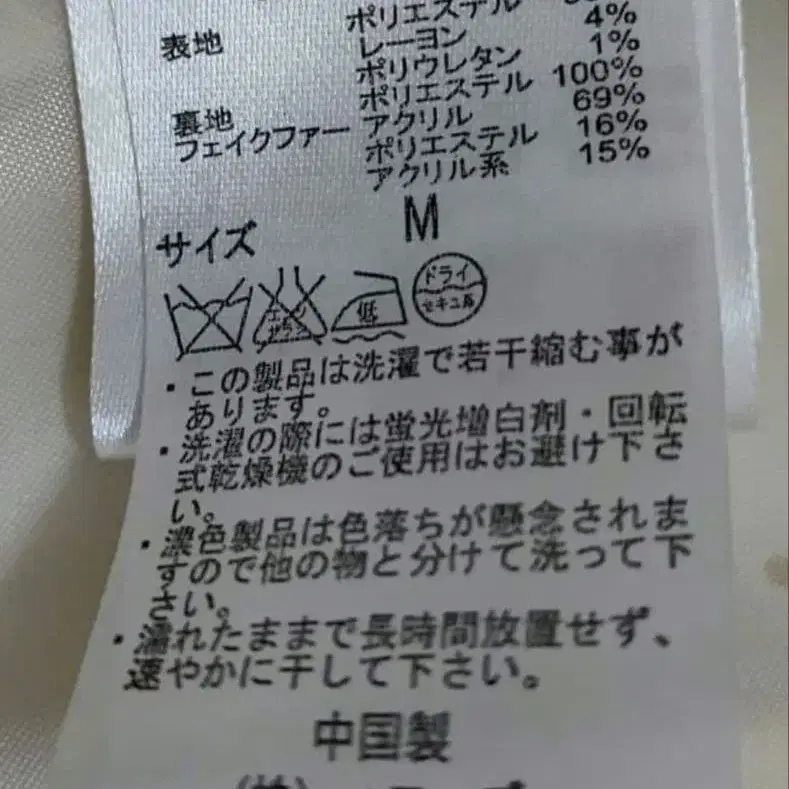 ポリエステル
表地 レーヨン 4%
ポリウレタン 1%
ポリエステル 100%
裏地 アクリル 69%
フェイクファー ポリエステル 16%
アクリル系 15%
サイズ M
エンソ サラシ 低 ドライ セキユ系
・この製品は洗濯で若干縮む事が
あります。
・洗濯の際には蛍光増白剤・回転
式乾燥機のご使用はお避け下さ
い。
・濃色製品は色落ちが懸念されま
すので他の物と分けて洗って下
さい。
・濡れたままで長時間放置せず、
速やかに干して下さい。
中国製